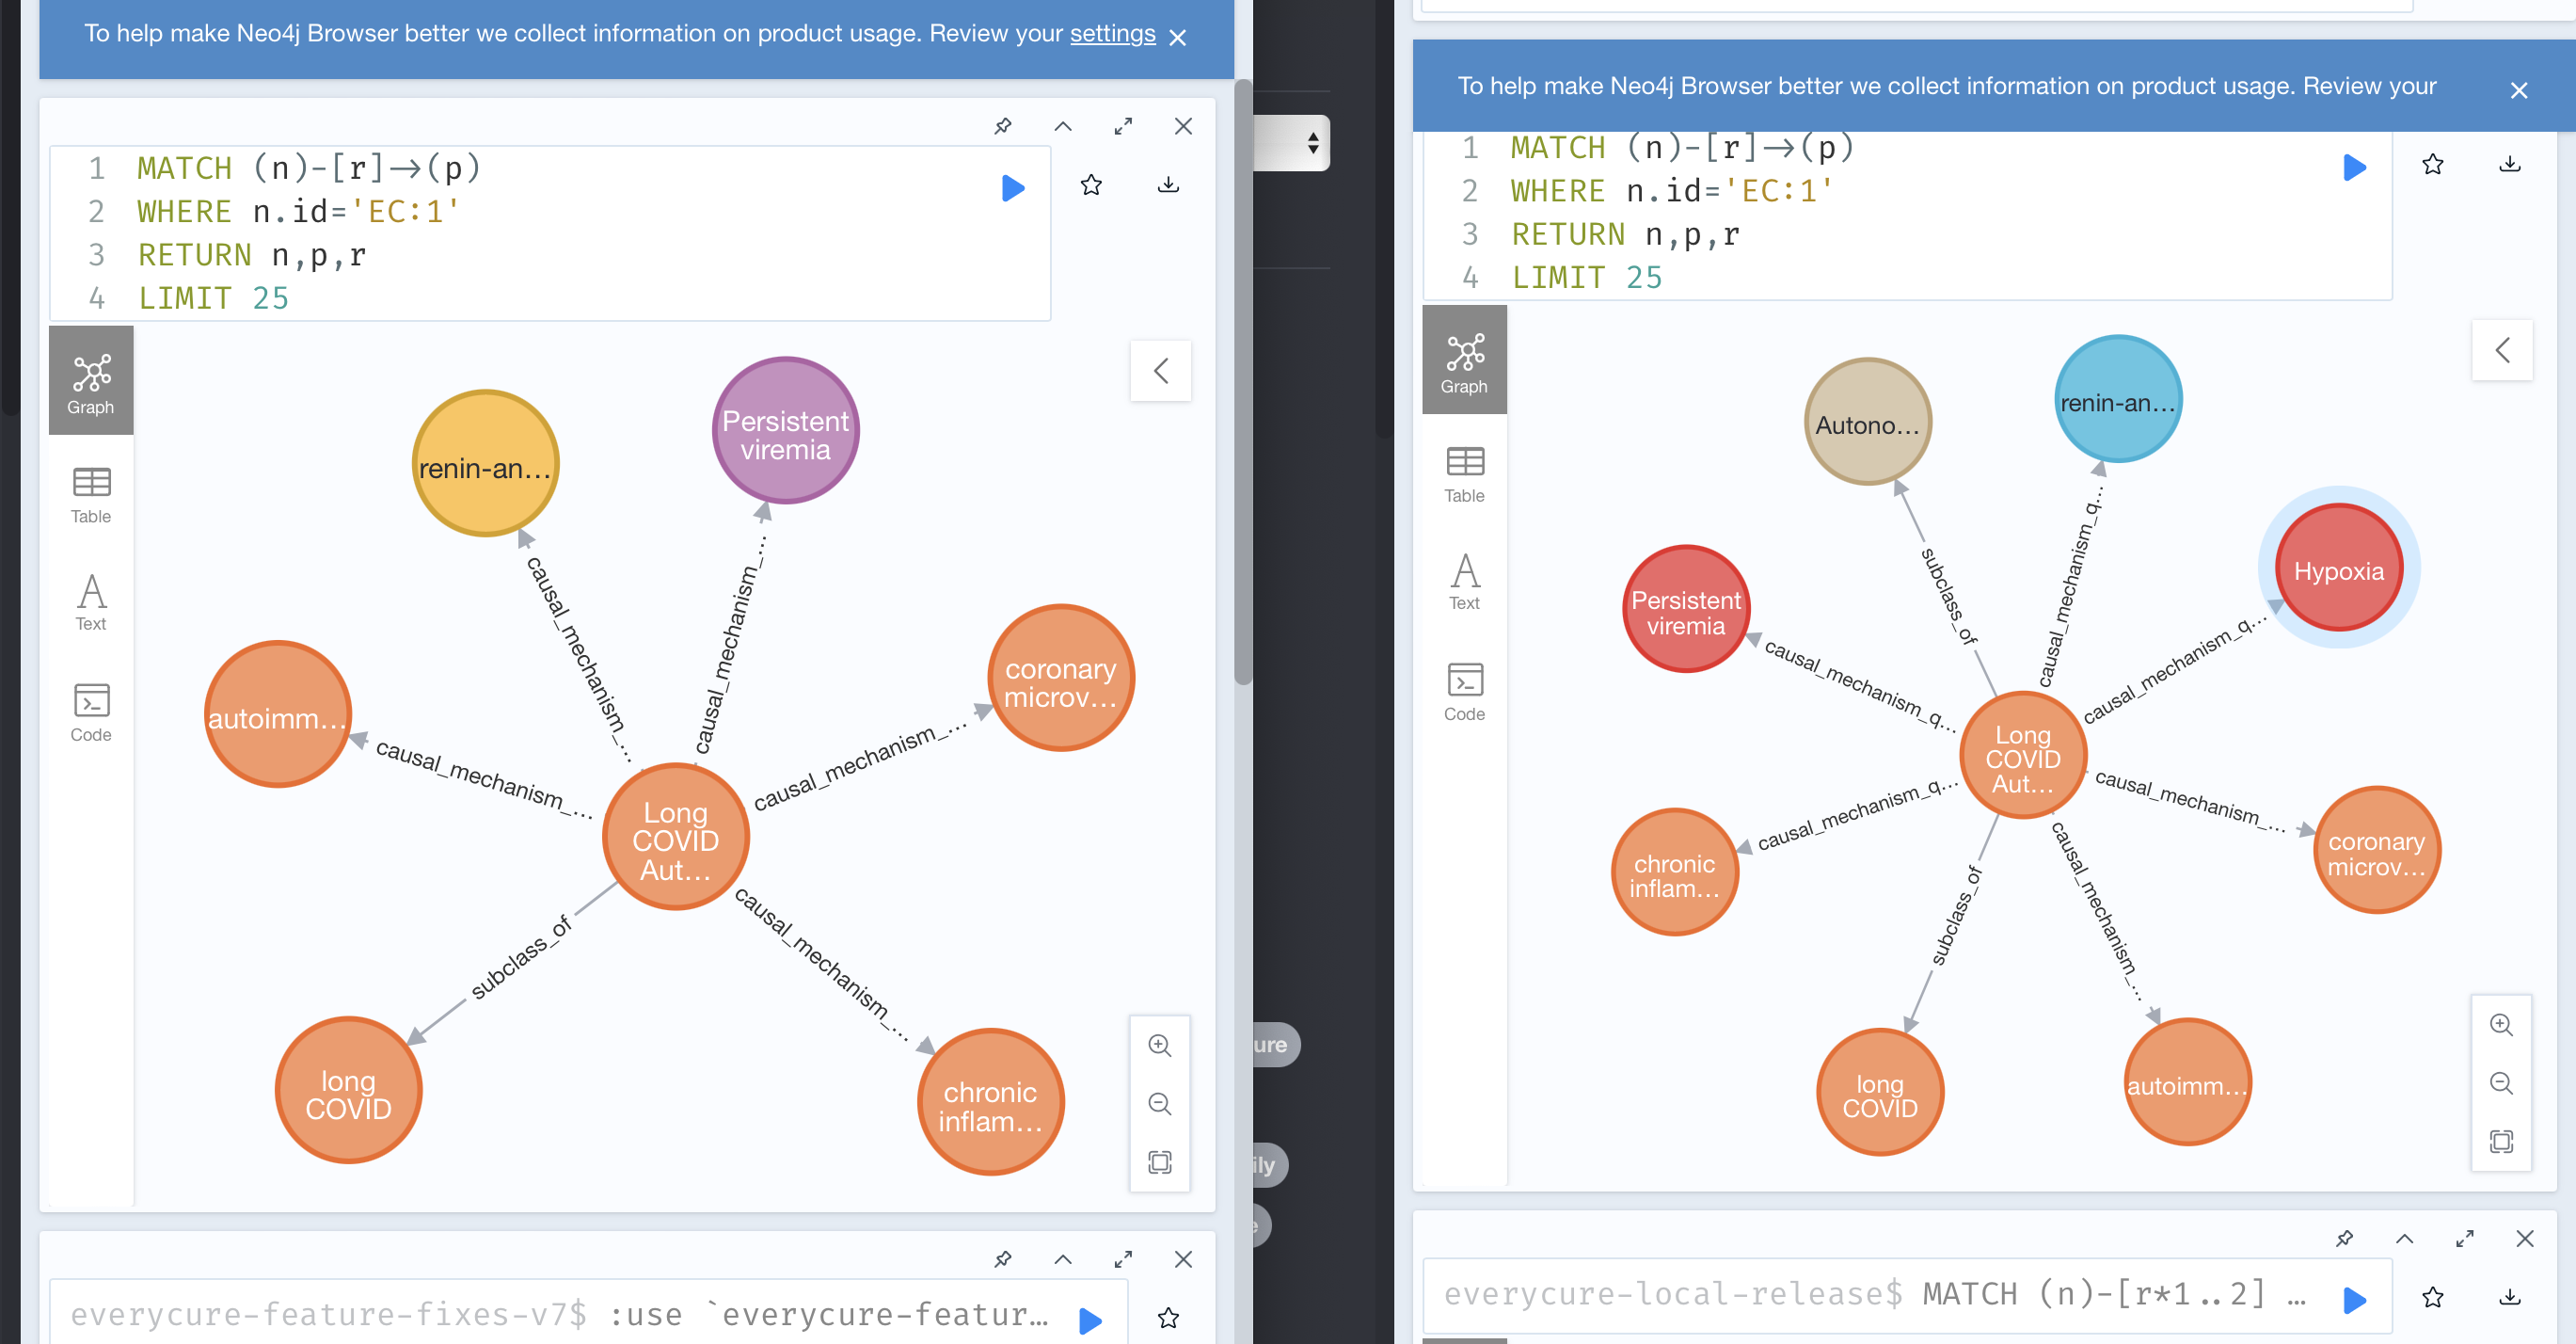 To help make Neo4j Browser better we collect information on product usage. Review your settings
1 MATCH (n)-[r]→(p)
2 WHERE n.id='EC:1'
3 RETURN n,p,r
4 LIMIT 25
Graph
Table
Text
Code
renin-an...
Persistent
viremia
autoimm...
coronary
microv...
Long
COVID
Aut...
long
COVID
chronic
inflam...
causal_mechanism_...
causal_mechanism_...
causal_mechanism_...
causal_mechanism_...
causal_mechanism_...
subclass_of
everycure-feature-fixes-v7$ :use `everycure-featur...
ure
ily
e
To help make Neo4j Browser better we collect information on product usage. Review your
1 MATCH (n)-[r]→(p)
2 WHERE n.id='EC:1'
3 RETURN n,p,r
4 LIMIT 25
Graph
Table
Text
Code
Autono...
renin-an...
Persistent
viremia
Hypoxia
Long
COVID
Aut...
chronic
inflam...
coronary
microv...
long
COVID
autoimm...
subclass_of
causal_mechanism_q...
causal_mechanism_q...
causal_mechanism_q...
causal_mechanism_q...
causal_mechanism_...
causal_mechanism_...
subclass_of
everycure-local-release$ MATCH (n)-[r*1..2] ...